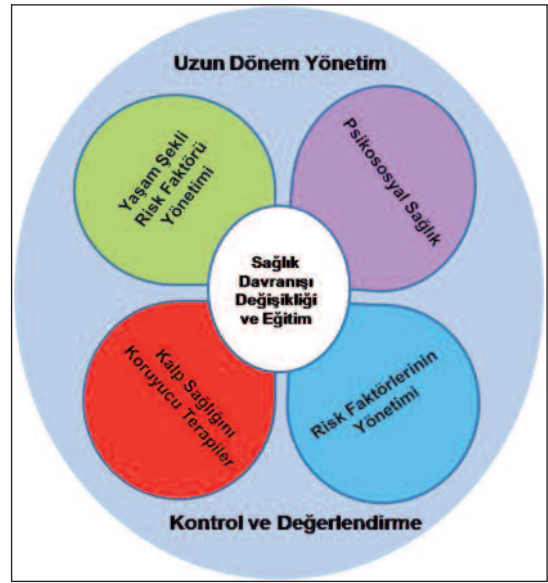 Uzun Dönem Yönetim
Yaşam Şekli
Risk Faktörü
Yönetimi
Psikososyal Sağlık
Sağlık
Davranışı
Değişikliği
ve Eğitim
Kalp Sağlığını
Koruyucu Terapiler
Risk Faktörlerinin
Yönetimi
Kontrol ve Değerlendirme